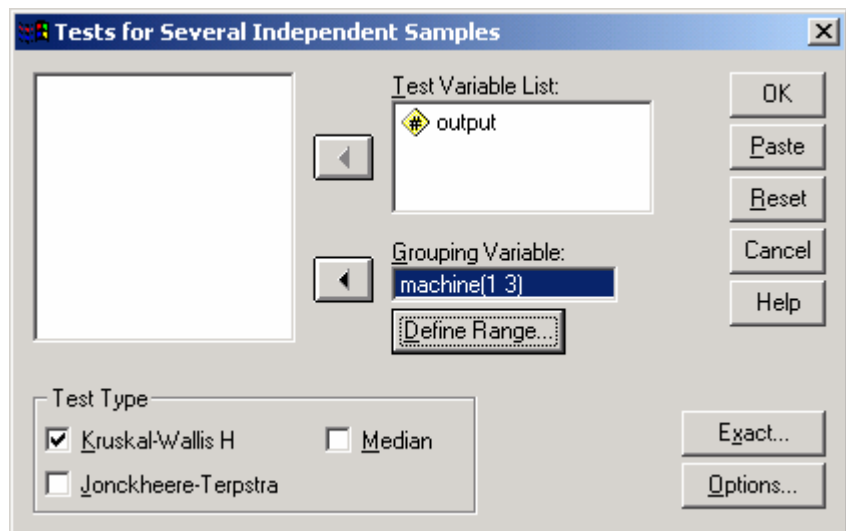 Tests for Several Independent Samples
Test Variable List:
# output
OK
Paste
Reset
Cancel
Help
Grouping Variable:
machine(1 3)
Define Range...
Test Type
Kruskal-Wallis H
Median
Jonckheere-Terpstra
Exact...
Options...